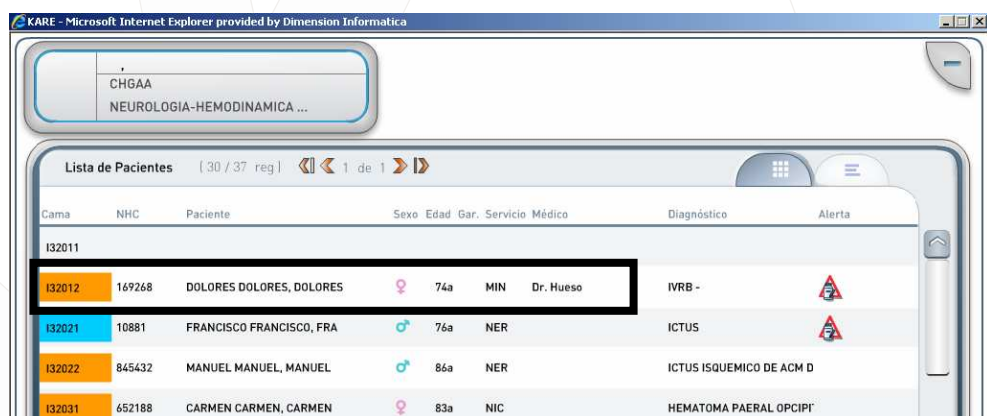 KARE - Microsoft Internet Explorer provided by Dimension Informatica
,
CHGAA
NEUROLOGIA-HEMODINAMICA ...
Lista de Pacientes [ 30 / 37 reg ] 1 de 1
Cama NHC Paciente Sexo Edad Gar. Servicio Médico Diagnóstico Alerta
I32011
I32012 169268 DOLORES DOLORES, DOLORES 74a MIN Dr. Hueso IVRB -
I32021 10881 FRANCISCO FRANCISCO, FRA 76a NER ICTUS
I32022 845432 MANUEL MANUEL, MANUEL 86a NER ICTUS ISQUEMICO DE ACM D
I32031 652188 CARMEN CARMEN, CARMEN 83a NIC HEMATOMA PAERAL OPCIPI